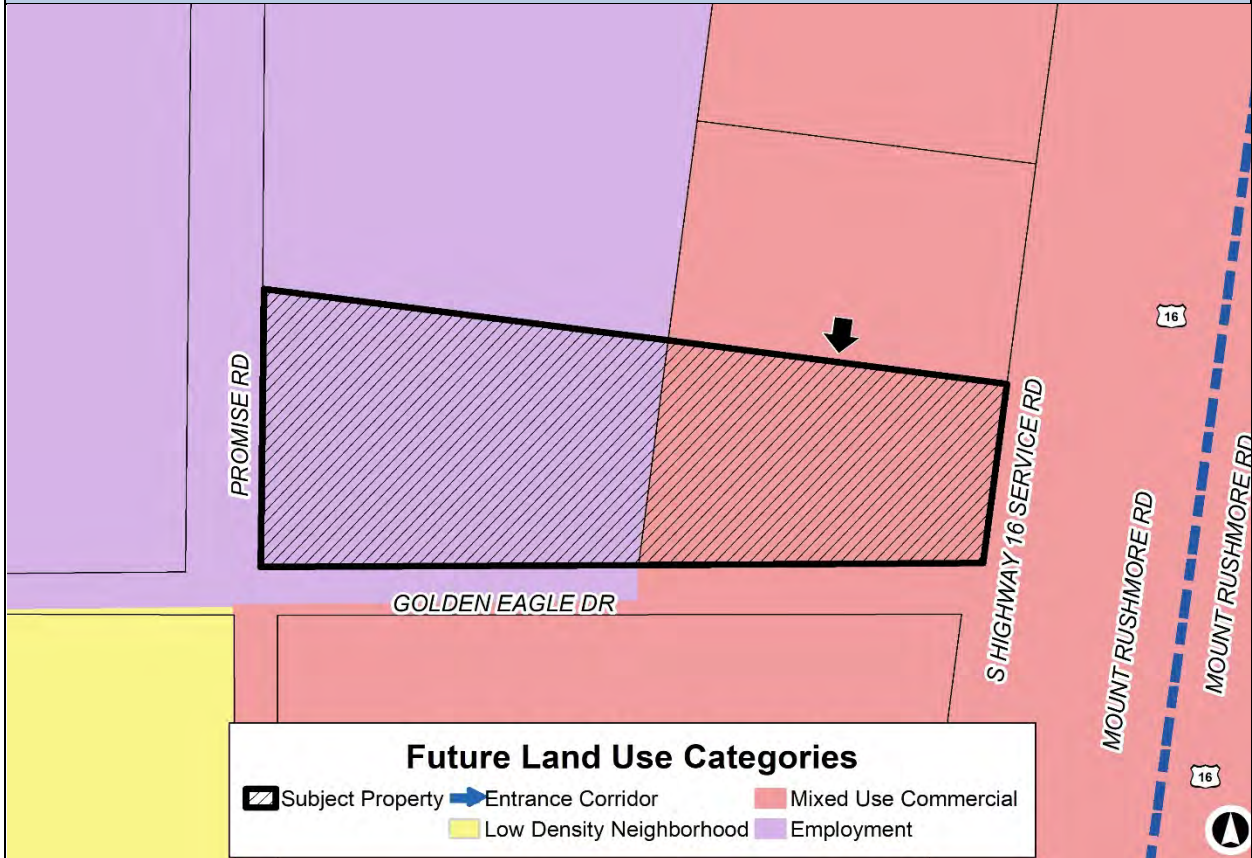 16
PROMISE RD
S HIGHWAY 16 SERVICE RD
MOUNT RUSHMORE RD
MOUNT RUSHMORE RD
GOLDEN EAGLE DR
16
Future Land Use Categories
Subject Property Entrance Corridor Mixed Use Commercial
Low Density Neighborhood Employment